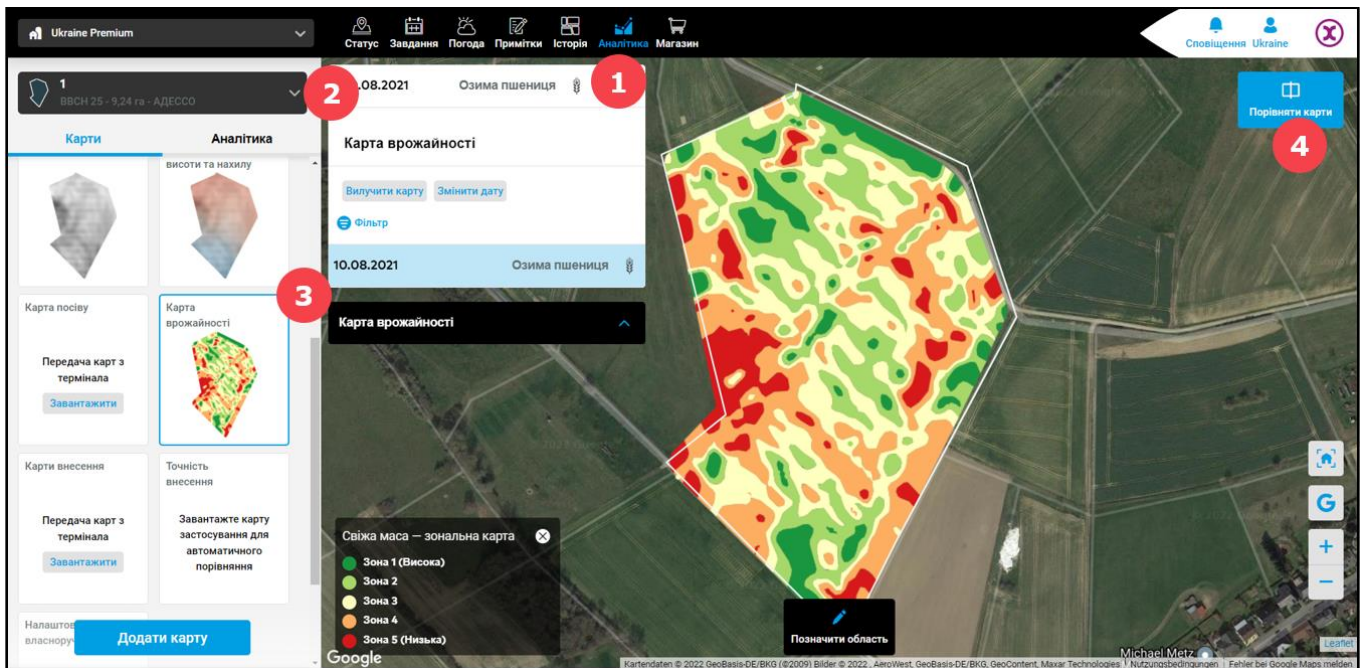 Ukraine Premium
Статус Завдання Погода Примітки Історія Аналітика Магазин
Сповіщення Ukraine
1
ВВСН 25 - 9,24 га - АДЕССО
Карти Аналітика
висоти та нахилу
Карта посіву
Передача карт з
термінала
Завантажити
Карта
врожайності
Карти внесення
Передача карт з
термінала
Завантажити
Точність
внесення
Завантажте карту
застосування для
автоматичного
порівняння
Додати карту
2
.08.2021 Озима пшениця
1
Карта врожайності
Вилучити карту Змінити дату
Фільтр
10.08.2021 Озима пшениця
3
Карта врожайності
Порівняти карти
4
Свіжа маса — зональна карта
Зона 1 (Висока)
Зона 2
Зона 3
Зона 4
Зона 5 (Низька)
Google
Позначити область
G
+
−
Michael Metz
Leaflet
Kartendaten © 2022 GeoBasis-DE/BKG (©2009) Bilder © 2022 , AeroWest, GeoBasis-DE/BKG, GeoContent, Maxar Technologies | Nutzungsbedingungen | Fehler bei Google Maps melden